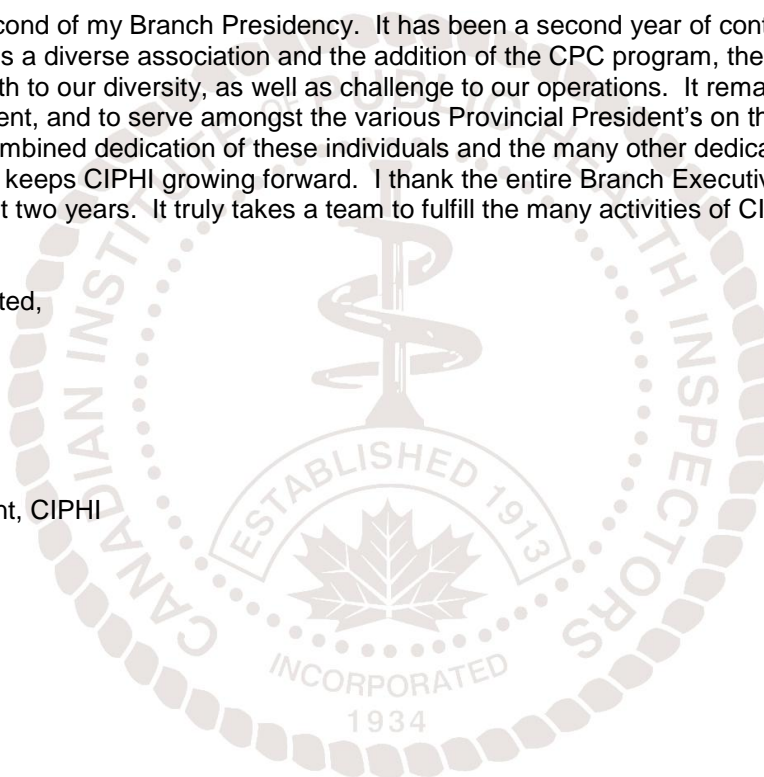 cond of my Branch Presidency. It has been a second year of cont
s a diverse association and the addition of the CPC program, the
th to our diversity, as well as challenge to our operations. It rema
ent, and to serve amongst the various Provincial President's on th
mbined dedication of these individuals and the many other dedica
keeps CIPHI growing forward. I thank the entire Branch Executiv
t two years. It truly takes a team to fulfill the many activities of CI
ted,
nt, CIPHI
CANADIAN INSTITUTE OF PUBLIC HEALTH INSPECTORS
ESTABLISHED 1913
INCORPORATED
1934